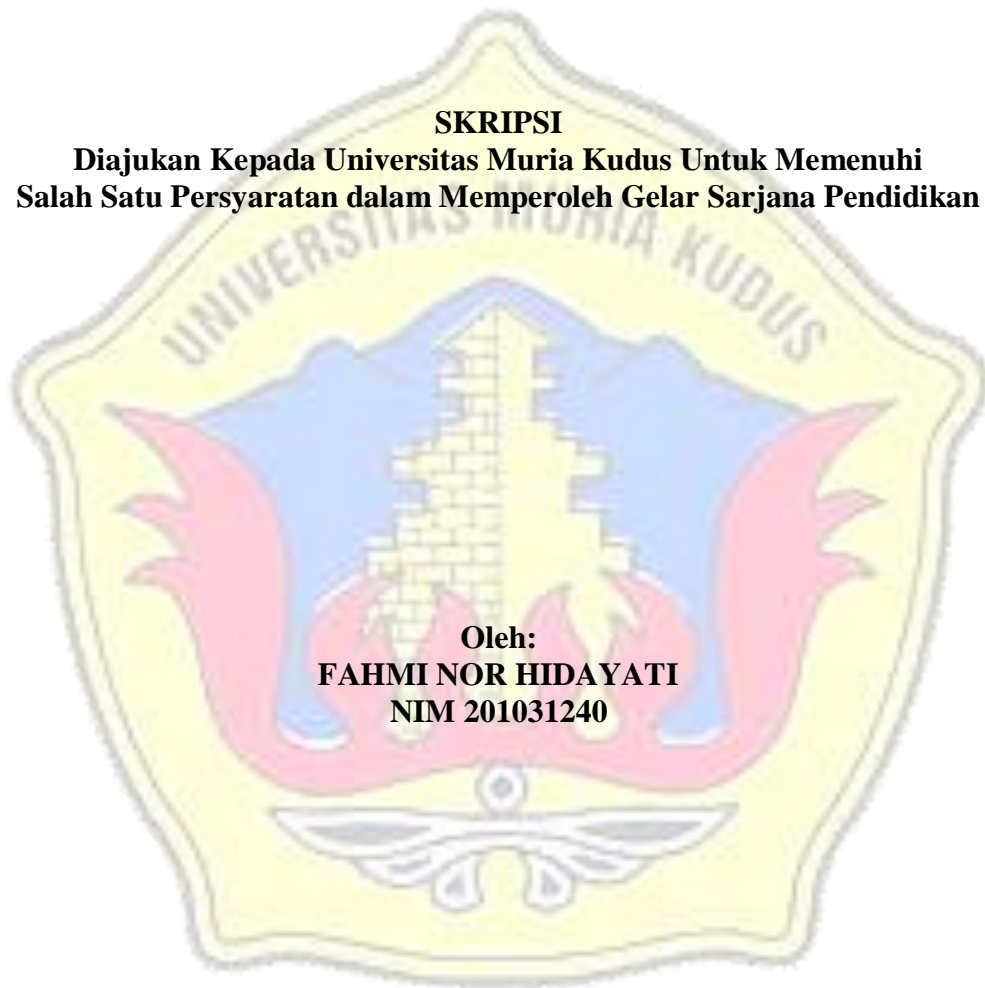 SKRIPSI
Diajukan Kepada Universitas Muria Kudus Untuk Memenuhi
Salah Satu Persyaratan dalam Memperoleh Gelar Sarjana Pendidikan
UNIVERSITAS MURIA KUDUS
Oleh:
FAHMI NOR HIDAYATI
NIM 201031240